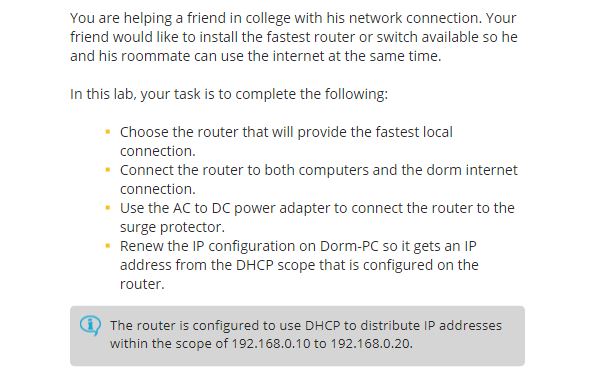 You are helping a friend in college with his network connection. Your
friend would like to install the fastest router or switch available so he
and his roommate can use the internet at the same time.
In this lab, your task is to complete the following:
Choose the router that will provide the fastest local
connection.
Connect the router to both computers and the dorm internet
connection.
Use the AC to DC power adapter to connect the router to the
surge protector.
Renew the IP configuration on Dorm-PC so it gets an IP
address from the DHCP scope that is configured on the
router.
The router is configured to use DHCP to distribute IP addresses
within the scope of 192.168.0.10 to 192.168.0.20.